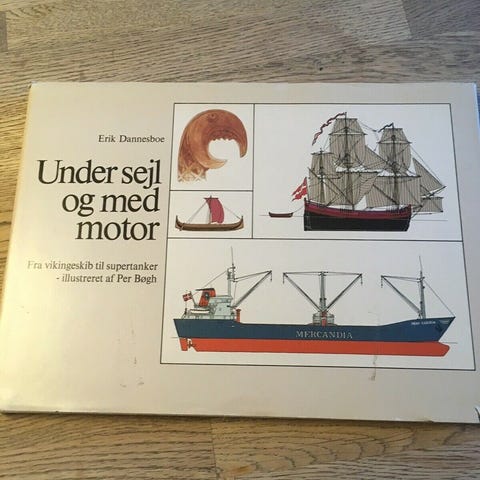 Erik Dannesboe
Under sejl
og med
motor
Fra vikingeskib til supertanker
- illustreret af Per Bøgh
MERCANDIA